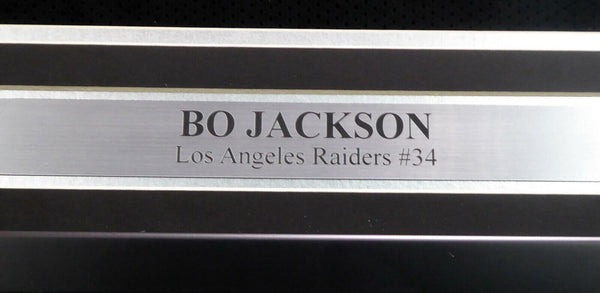 BO JACKSON
Los Angeles Raiders #34